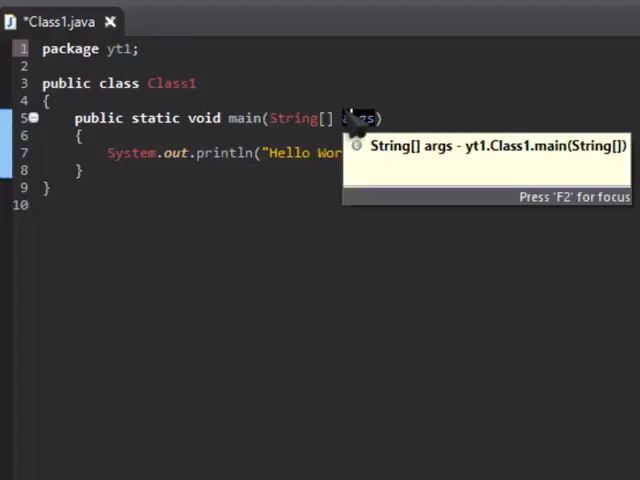 *Class1.java
1 package yt1;
2
3 public class Class1
4 {
5 public static void main(String[] args)
String[] args - yt1.Class1.main(String[])
6 {
7 System.out.println("Hello Wor
8 }
Press 'F2' for focus
9 }
10